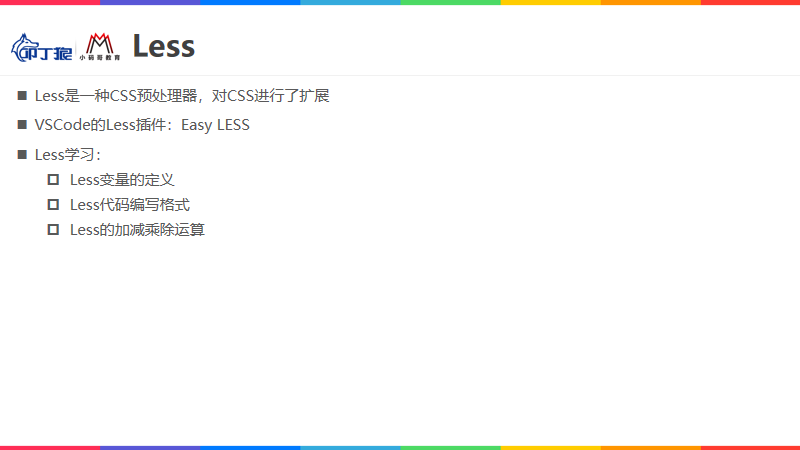 叩丁狼
小码哥教育
Less
Less是一种CSS预处理器，对CSS进行了扩展
VSCode的Less插件：Easy LESS
Less学习：
Less变量的定义
Less代码编写格式
Less的加减乘除运算